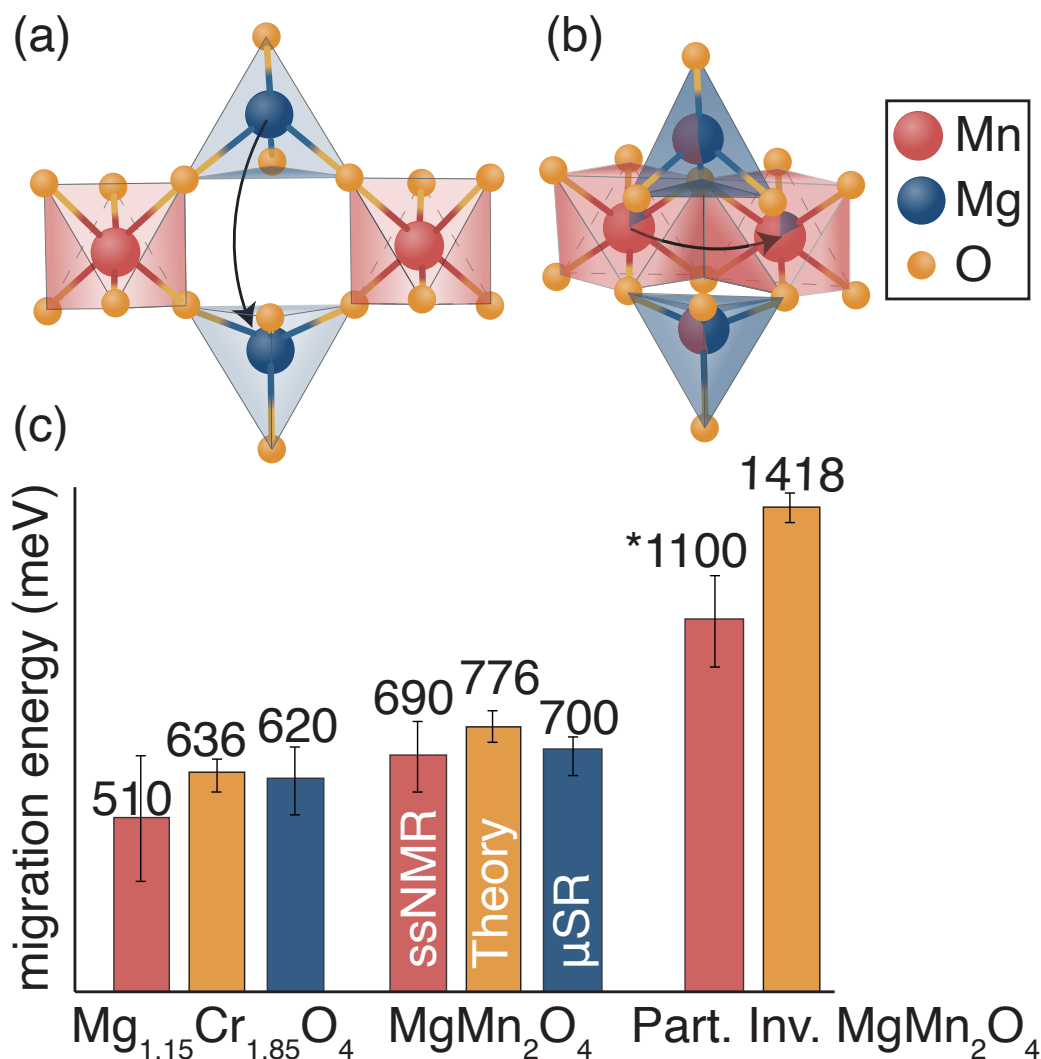 (a)
(b)
Mn
Mg
O
(c)
migration energy (meV)
510
636
620
690
776
700
*1100
1418
ssNMR
Theory
µSR
Mg1.15Cr1.85O4
MgMn2O4
Part. Inv. MgMn2O4